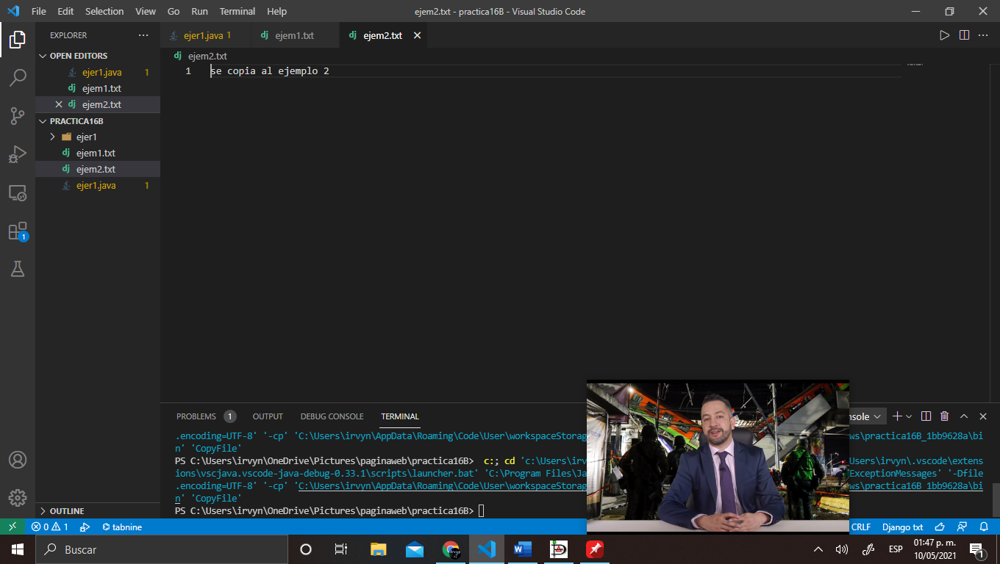 File Edit Selection View Go Run Terminal Help
ejem2.txt - practica16B - Visual Studio Code
EXPLORER
OPEN EDITORS
ejer1.java 1
ejem1.txt
ejem2.txt
PRACTICA16B
ejer1
ejem1.txt
ejem2.txt
ejer1.java 1
OUTLINE
1
ejer1.java 1 ejem1.txt ejem2.txt
dj ejem2.txt
1 se copia al ejemplo 2
PROBLEMS 1 OUTPUT DEBUG CONSOLE TERMINAL
nsole
.encoding=UTF-8' '-cp' 'C:\Users\irvyn\AppData\Roaming\Code\User\workspaceStorag ws\practica16B_1bb9628a\bi
n' 'CopyFile'
PS C:\Users\irvyn\OneDrive\Pictures\paginaweb\practica16B> c:; cd 'c:\Users\irv Users\irvyn\.vscode\extens
ions\vscjava.vscode-java-debug-0.33.1\scripts\launcher.bat' 'C:\Program Files\Ja ExceptionMessages' '-Dfile
.encoding=UTF-8' '-cp' 'C:\Users\irvyn\AppData\Roaming\Code\User\workspaceStorag ws\practica16B_1bb9628a\bi
n' 'CopyFile'
PS C:\Users\irvyn\OneDrive\Pictures\paginaweb\practica16B>
0 1 tabnine CRLF Django txt
Buscar
ESP
01:47 p. m.
10/05/2021
1